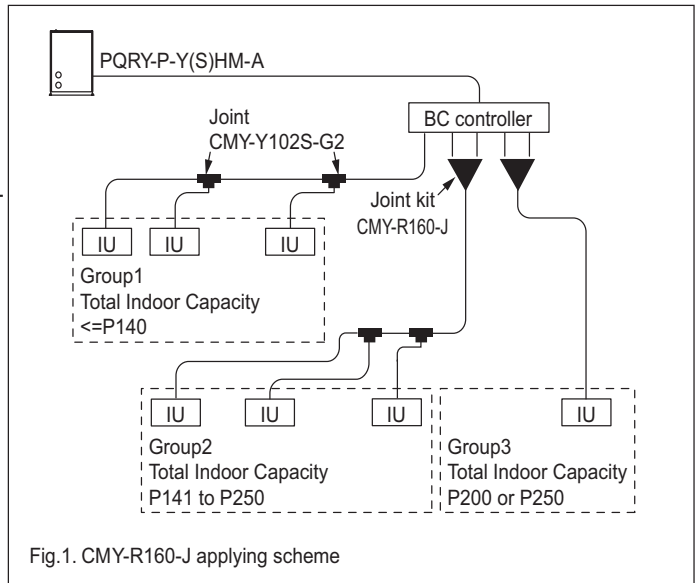 PQRY-P-Y(S)HM-A
Joint
CMY-Y102S-G2
BC controller
Joint kit
CMY-R160-J
IU
IU
IU
Group1
Total Indoor Capacity
<=P140
IU
IU
IU
Group2
Total Indoor Capacity
P141 to P250
IU
Group3
Total Indoor Capacity
P200 or P250
Fig.1. CMY-R160-J applying scheme